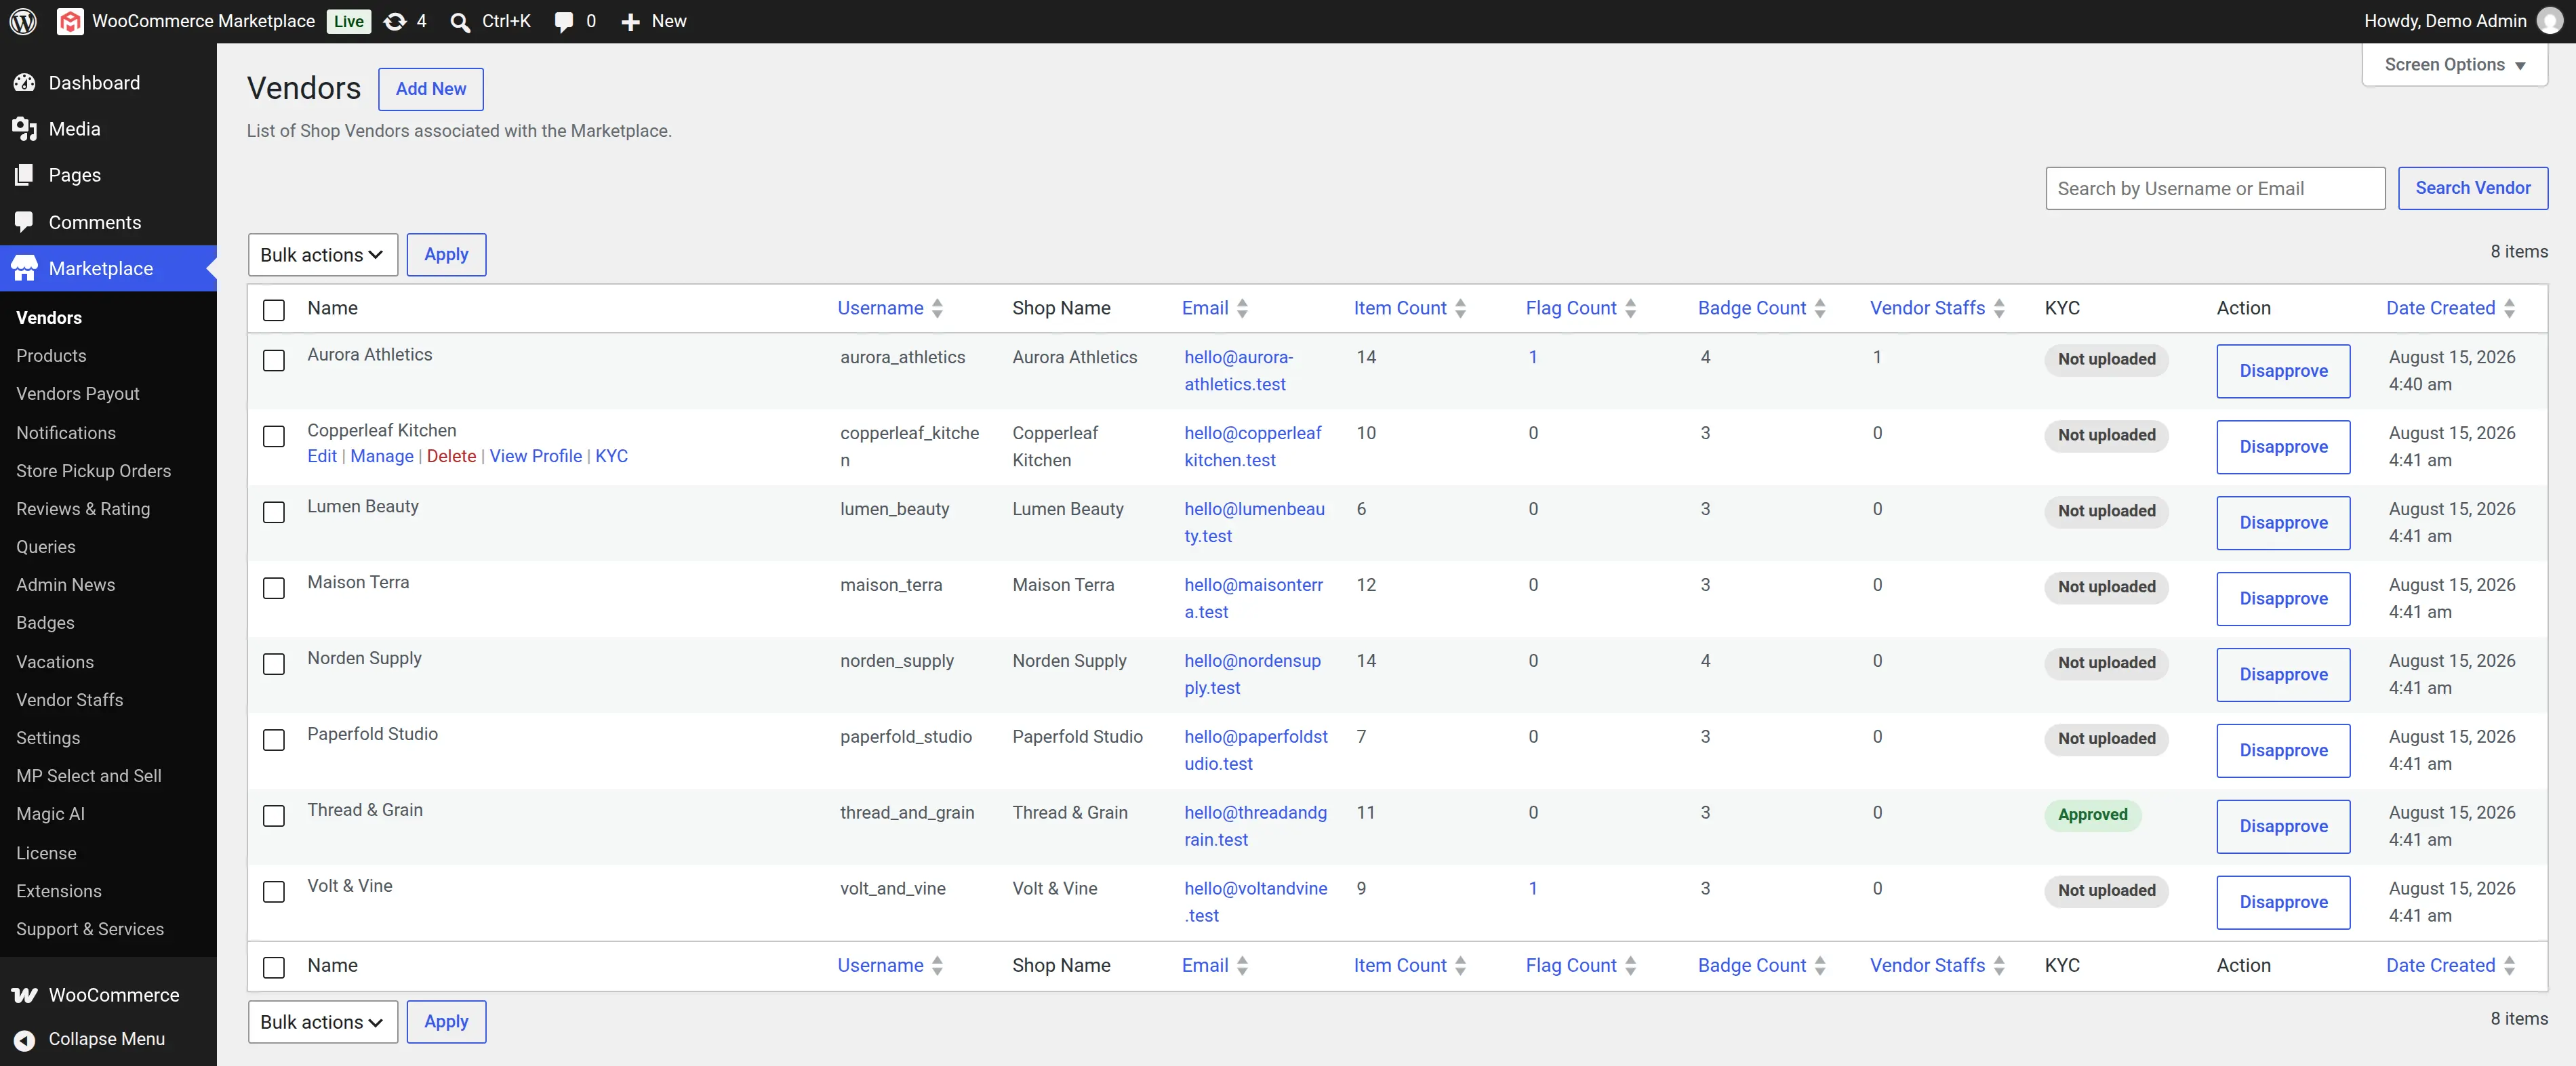 WooCommerce Marketplace Live 4 Ctrl+K 0 New Howdy, Demo Admin
Dashboard
Media
Pages
Comments
Marketplace
Vendors
Products
Vendors Payout
Notifications
Store Pickup Orders
Reviews & Rating
Queries
Admin News
Badges
Vacations
Vendor Staffs
Settings
MP Select and Sell
Magic AI
License
Extensions
Support & Services
WooCommerce
Collapse Menu
Screen Options
Vendors Add New
List of Shop Vendors associated with the Marketplace.
Search by Username or Email Search Vendor
Bulk actions Apply 8 items
Name Username Shop Name Email Item Count Flag Count Badge Count Vendor Staffs KYC Action Date Created
Aurora Athletics aurora_athletics Aurora Athletics hello@aurora- 14 1 4 1 Not uploaded Disapprove August 15, 2026
athletics.test 4:40 am
Copperleaf Kitchen copperleaf_kitche Copperleaf hello@copperleaf 10 0 3 0 Not uploaded Disapprove August 15, 2026
Edit | Manage | Delete | View Profile | KYC n Kitchen kitchen.test 4:41 am
Lumen Beauty lumen_beauty Lumen Beauty hello@lumenbeau 6 0 3 0 Not uploaded Disapprove August 15, 2026
ty.test 4:41 am
Maison Terra maison_terra Maison Terra hello@maisonterr 12 0 3 0 Not uploaded Disapprove August 15, 2026
a.test 4:41 am
Norden Supply norden_supply Norden Supply hello@nordensup 14 0 4 0 Not uploaded Disapprove August 15, 2026
ply.test 4:41 am
Paperfold Studio paperfold_studio Paperfold Studio hello@paperfoldst 7 0 3 0 Not uploaded Disapprove August 15, 2026
udio.test 4:41 am
Thread & Grain thread_and_grain Thread & Grain hello@threadandg 11 0 3 0 Approved Disapprove August 15, 2026
rain.test 4:41 am
Volt & Vine volt_and_vine Volt & Vine hello@voltandvine 9 1 3 0 Not uploaded Disapprove August 15, 2026
.test 4:41 am
Name Username Shop Name Email Item Count Flag Count Badge Count Vendor Staffs KYC Action Date Created
Bulk actions Apply 8 items